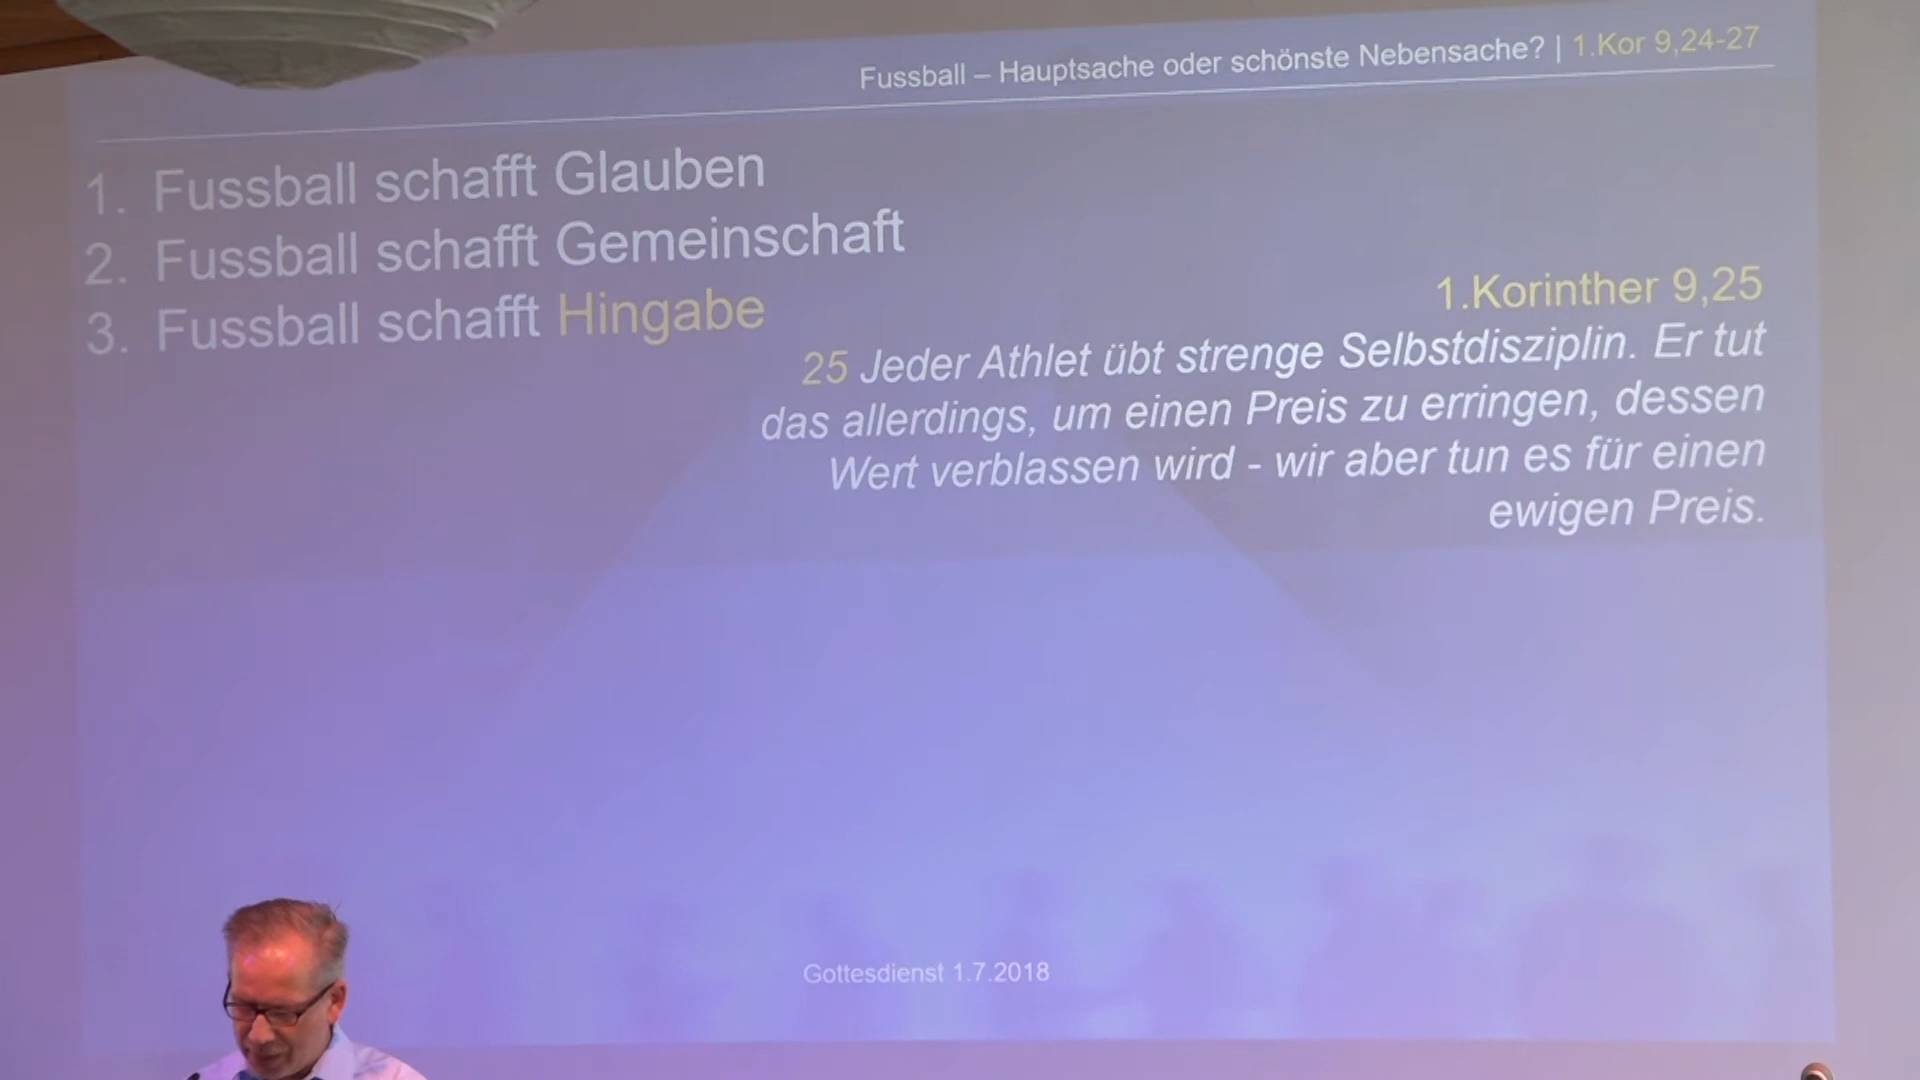 Fussball – Hauptsache oder schönste Nebensache? | 1.Kor 9,24-27
1. Fussball schafft Glauben
2. Fussball schafft Gemeinschaft
3. Fussball schafft Hingabe
1.Korinther 9,25
25 Jeder Athlet übt strenge Selbstdisziplin. Er tut
das allerdings, um einen Preis zu erringen, dessen
Wert verblassen wird - wir aber tun es für einen
ewigen Preis.
Gottesdienst 1.7.2018